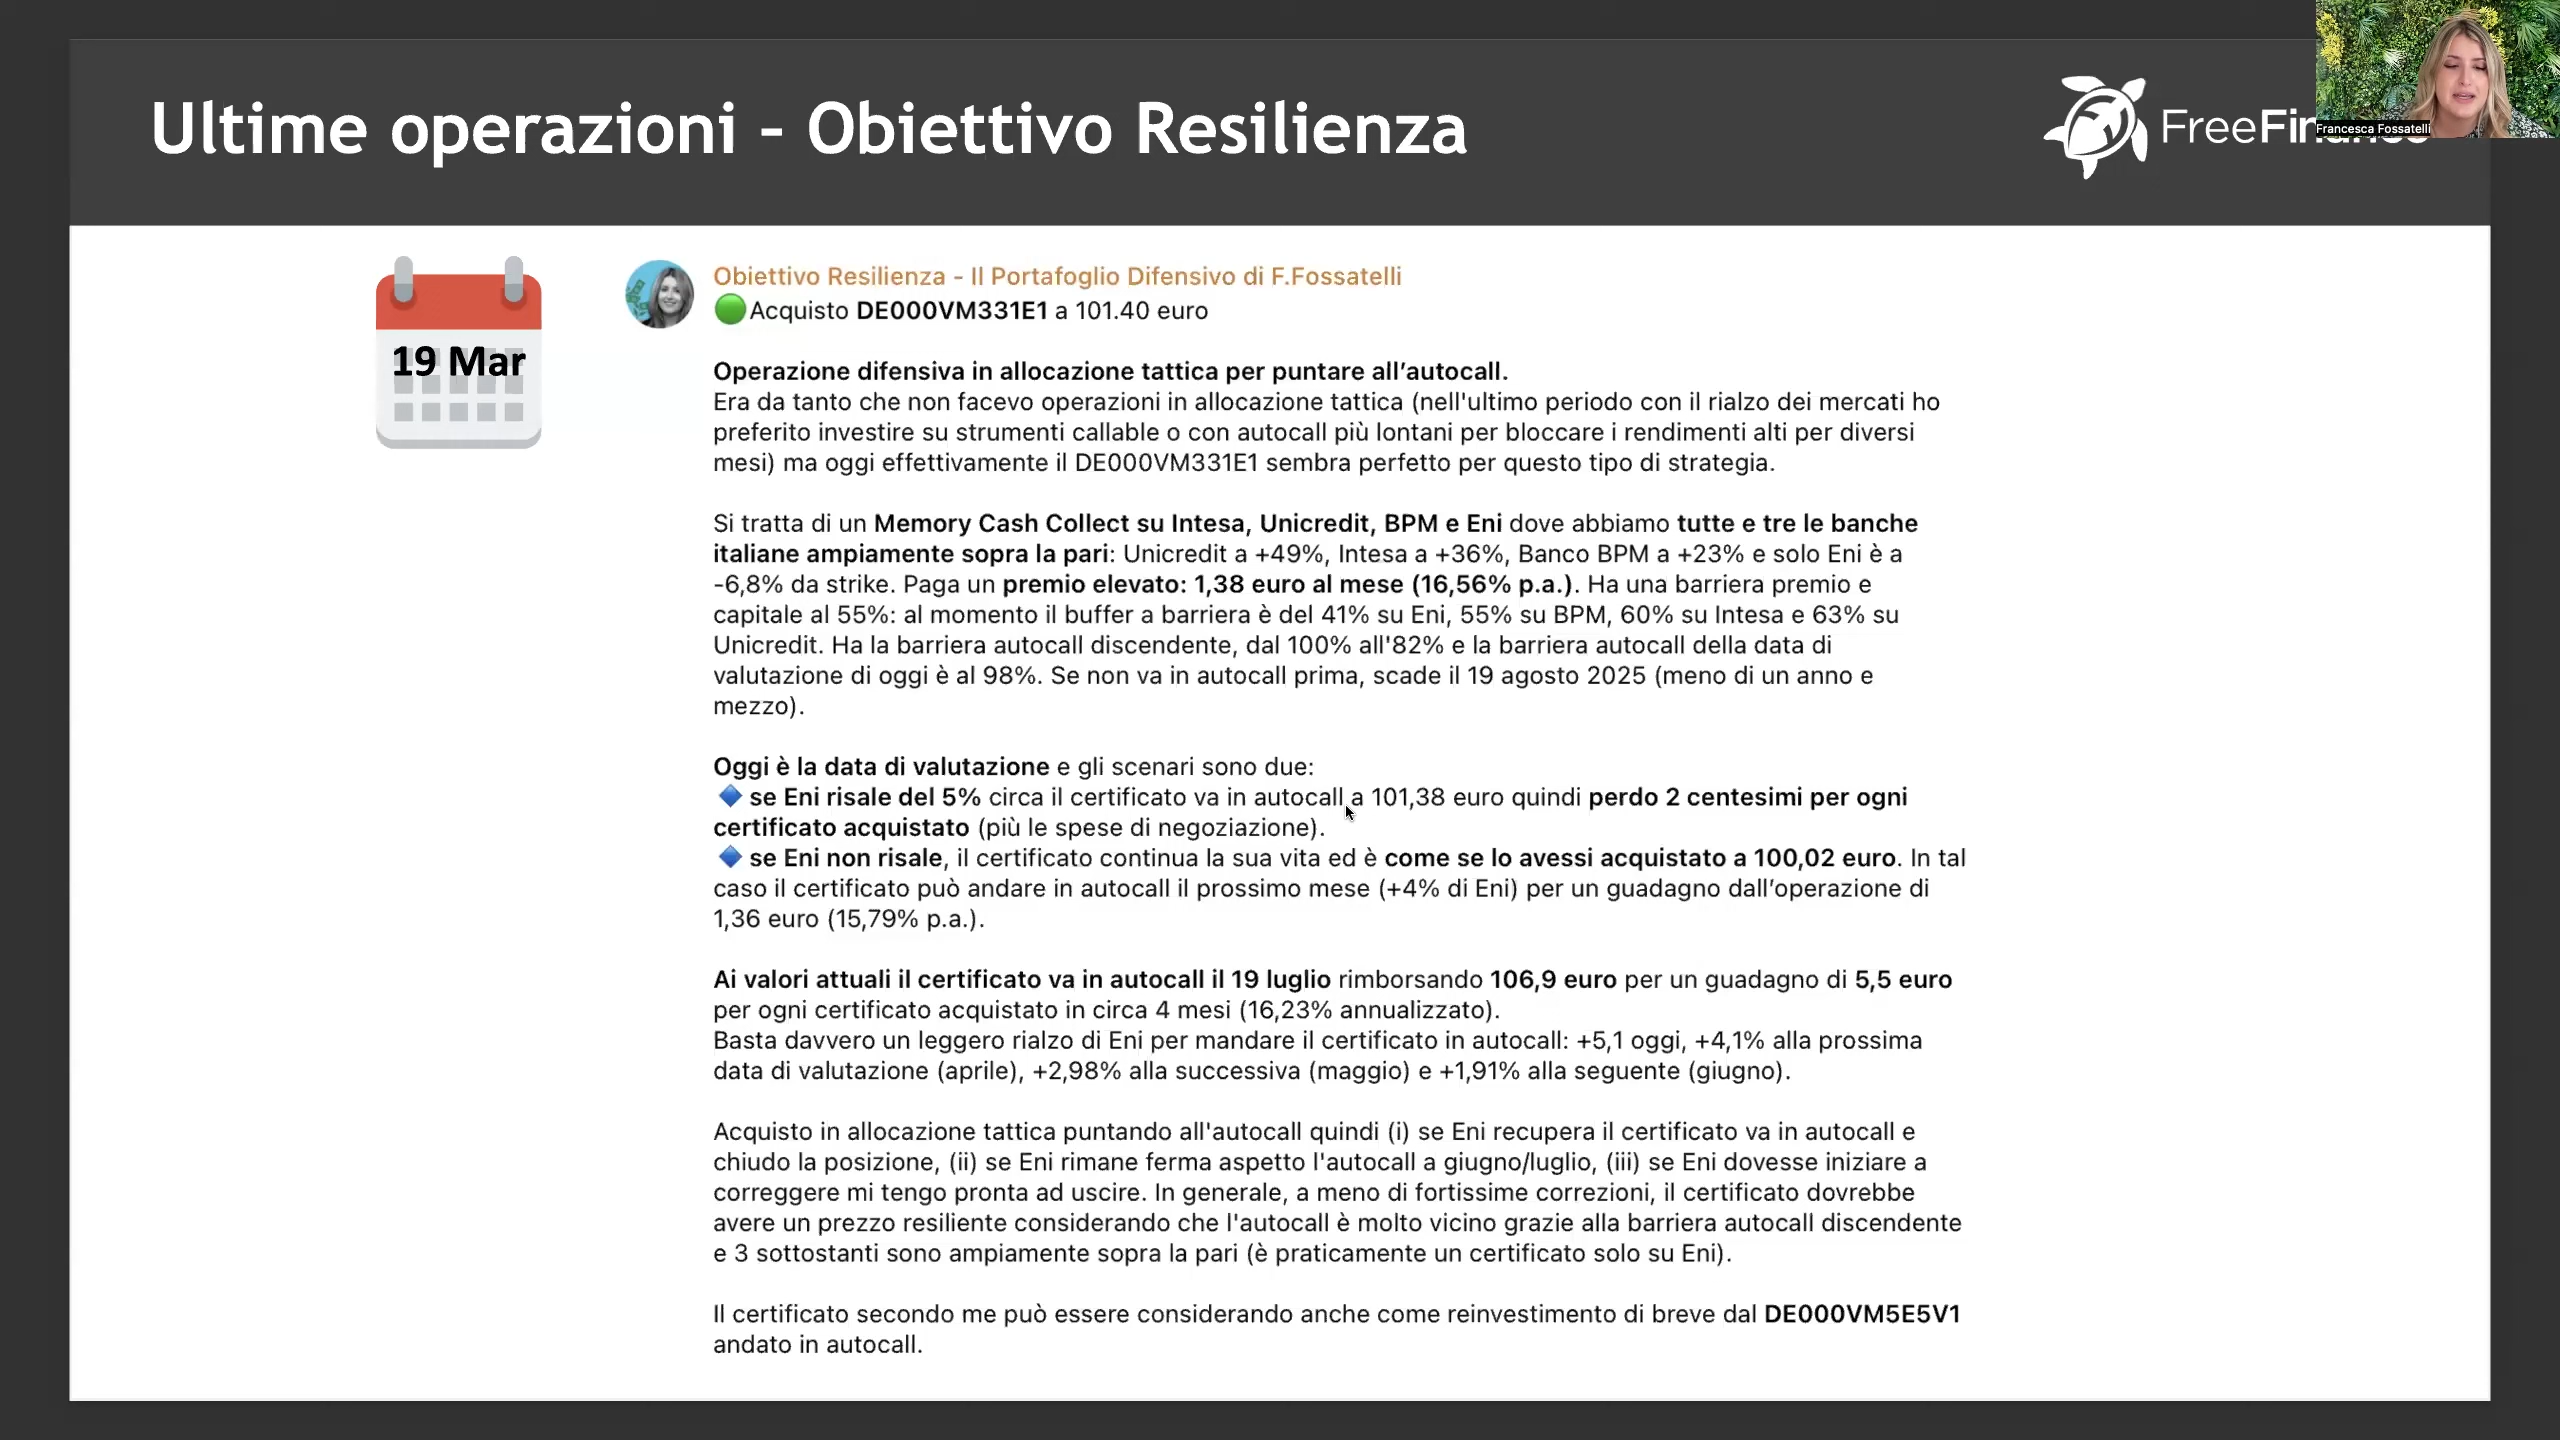 Ultime operazioni - Obiettivo Resilienza
Francesca Fossatelli
19 Mar
Obiettivo Resilienza - Il Portafoglio Difensivo di F.Fossatelli
Acquisto DE000VM331E1 a 101.40 euro
Operazione difensiva in allocazione tattica per puntare all’autocall.
Era da tanto che non facevo operazioni in allocazione tattica (nell'ultimo periodo con il rialzo dei mercati ho
preferito investire su strumenti callable o con autocall più lontani per bloccare i rendimenti alti per diversi
mesi) ma oggi effettivamente il DE000VM331E1 sembra perfetto per questo tipo di strategia.
Si tratta di un Memory Cash Collect su Intesa, Unicredit, BPM e Eni dove abbiamo tutte e tre le banche
italiane ampiamente sopra la pari: Unicredit a +49%, Intesa a +36%, Banco BPM a +23% e solo Eni è a
-6,8% da strike. Paga un premio elevato: 1,38 euro al mese (16,56% p.a.). Ha una barriera premio e
capitale al 55%: al momento il buffer a barriera è del 41% su Eni, 55% su BPM, 60% su Intesa e 63% su
Unicredit. Ha la barriera autocall discendente, dal 100% all'82% e la barriera autocall della data di
valutazione di oggi è al 98%. Se non va in autocall prima, scade il 19 agosto 2025 (meno di un anno e
mezzo).
Oggi è la data di valutazione e gli scenari sono due:
se Eni risale del 5% circa il certificato va in autocall a 101,38 euro quindi perdo 2 centesimi per ogni
certificato acquistato (più le spese di negoziazione).
se Eni non risale, il certificato continua la sua vita ed è come se lo avessi acquistato a 100,02 euro. In tal
caso il certificato può andare in autocall il prossimo mese (+4% di Eni) per un guadagno dall’operazione di
1,36 euro (15,79% p.a.).
Ai valori attuali il certificato va in autocall il 19 luglio rimborsando 106,9 euro per un guadagno di 5,5 euro
per ogni certificato acquistato in circa 4 mesi (16,23% annualizzato).
Basta davvero un leggero rialzo di Eni per mandare il certificato in autocall: +5,1 oggi, +4,1% alla prossima
data di valutazione (aprile), +2,98% alla successiva (maggio) e +1,91% alla seguente (giugno).
Acquisto in allocazione tattica puntando all'autocall quindi (i) se Eni recupera il certificato va in autocall e
chiudo la posizione, (ii) se Eni rimane ferma aspetto l'autocall a giugno/luglio, (iii) se Eni dovesse iniziare a
correggere mi tengo pronta ad uscire. In generale, a meno di fortissime correzioni, il certificato dovrebbe
avere un prezzo resiliente considerando che l'autocall è molto vicino grazie alla barriera autocall discendente
e 3 sottostanti sono ampiamente sopra la pari (è praticamente un certificato solo su Eni).
Il certificato secondo me può essere considerando anche come reinvestimento di breve dal DE000VM5E5V1
andato in autocall.